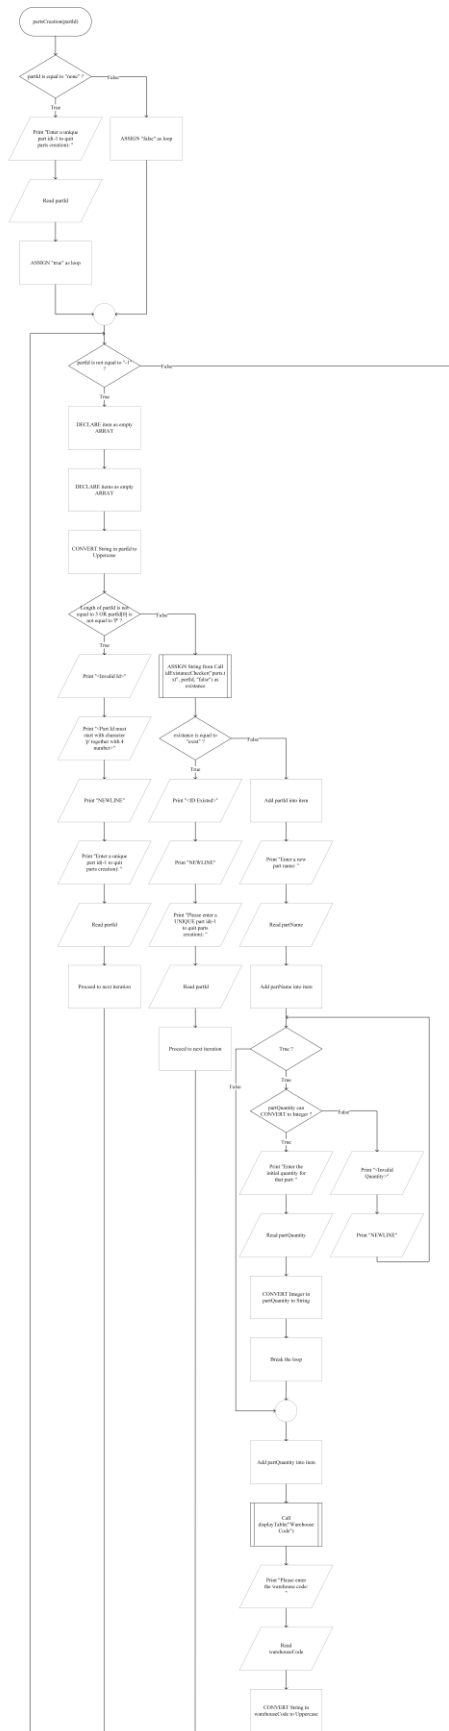 partsCreation(partId)
partId is equal to "none" ?
False
True
Print "Enter a unique
part id(-1 to quit
parts creation): "
ASSIGN "false" as loop
Read partId
ASSIGN "true" as loop
partId is not equal to "-1"
?
False
True
DECLARE item as empty
ARRAY
DECLARE items as empty
ARRAY
CONVERT String in partId to
Uppercase
Length of partId is not
equal to 5 OR partId[0] is
not equal to 'P' ?
False
True
Print "<Invalid Id>"
ASSIGN String from Call
idExistanceChecker("parts.t
xt", partId, "false") as
existance
Print "<Part Id must
start with character
'p' together with 4
number>"
existance is equal to
"exist" ?
False
True
Print "NEWLINE"
Print "<ID Existed>"
Add partId into item
Print "Enter a unique
part id(-1 to quit
parts creation): "
Print "NEWLINE"
Print "Enter a new
part name: "
Read partId
Print "Please enter a
UNIQUE part id(-1
to quit parts
creation): "
Read partName
Proceed to next iteration
Read partId
Add partName into item
Proceed to next iteration
True ?
False
True
partQuantity can
CONVERT to Integer ?
False
True
Print "Enter the
initial quantity for
that part: "
Print "<Invalid
Quantity>"
Read partQuantity
Print "NEWLINE"
CONVERT Integer in
partQuantity to String
Break the loop
Add partQuantity into item
Call
displayTable("Warehouse
Code")
Print "Please enter
the warehouse code:
"
Read
warehouseCode
CONVERT String in
warehouseCode to Uppercase